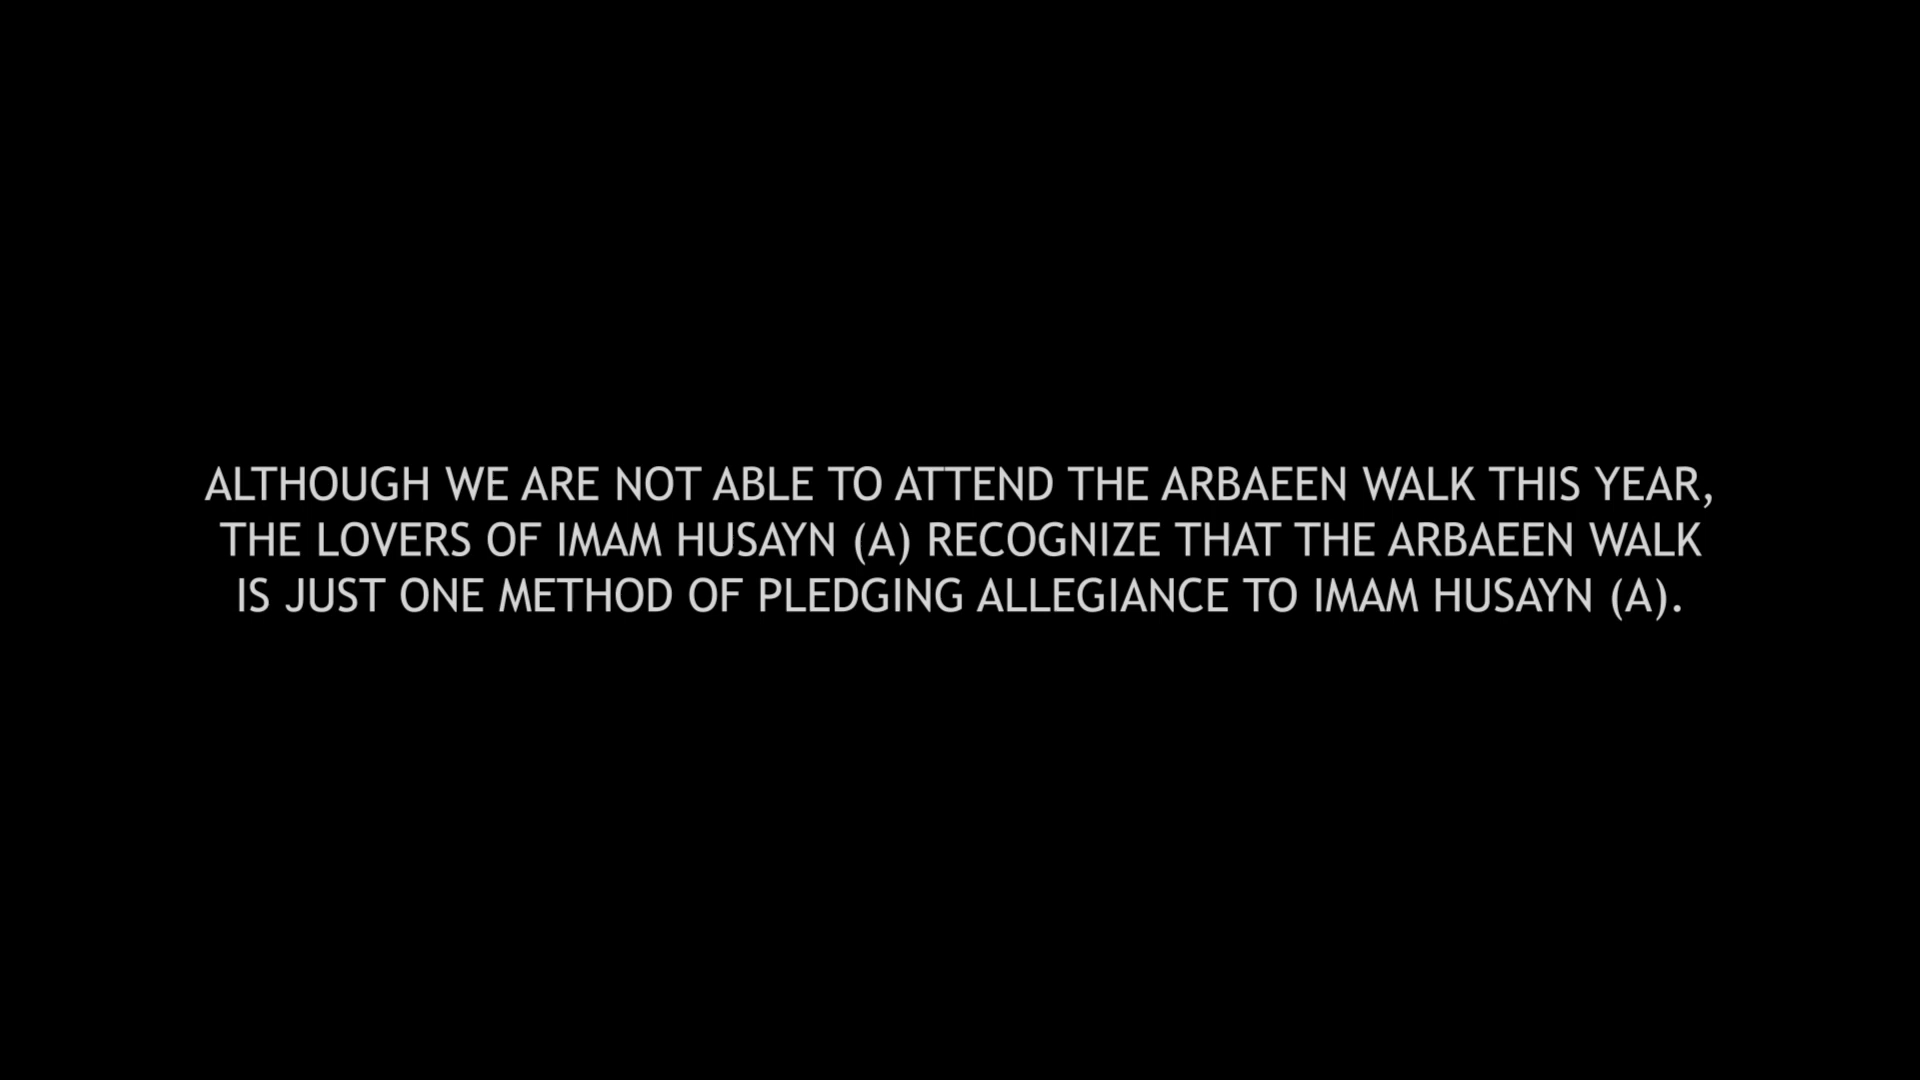 ALTHOUGH WE ARE NOT ABLE TO ATTEND THE ARBAEEN WALK THIS YEAR,
THE LOVERS OF IMAM HUSAYN (A) RECOGNIZE THAT THE ARBAEEN WALK
IS JUST ONE METHOD OF PLEDGING ALLEGIANCE TO IMAM HUSAYN (A).